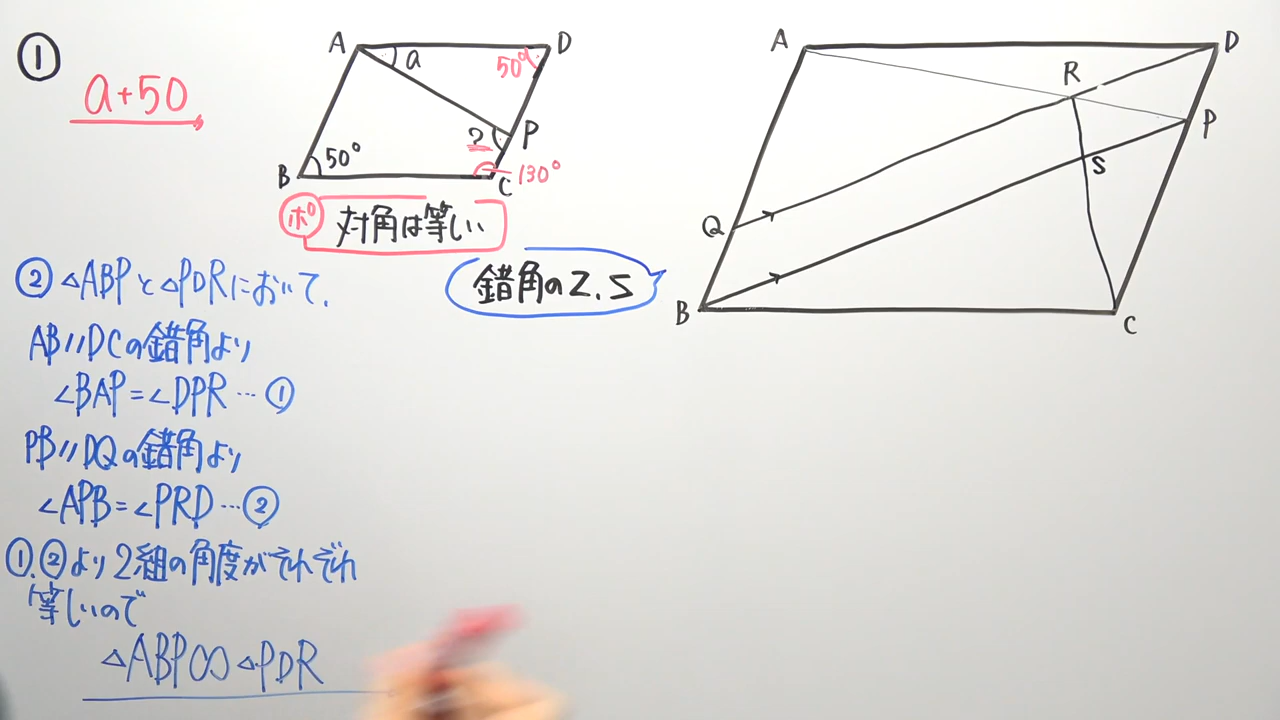 ①
a+50
A
D
a
50°
?
P
B
50°
C
130°
ポ 対角は等しい
錯角のZ、S
A
D
R
P
S
Q
B
C
② △ABPと△PDRにおいて、
AB//DCの錯角より
∠BAP=∠DPR…①
PB//DQの錯角より
∠APB=∠PRD…②
①、②より2組の角度がそれぞれ
等しいので
△ABP∽△PDR